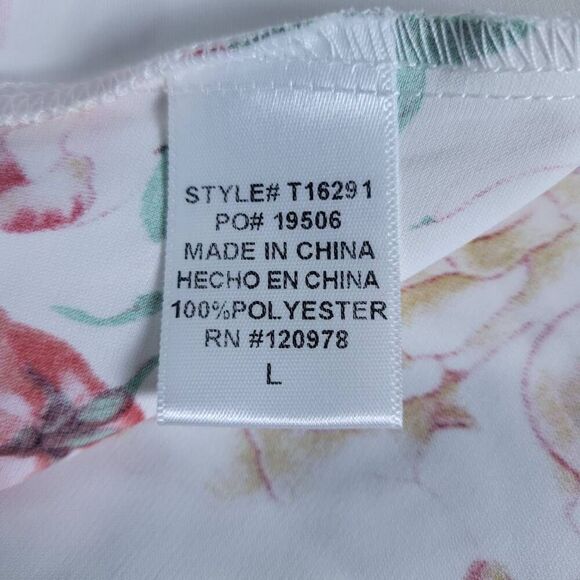 STYLE# T16291
PO# 19506
MADE IN CHINA
HECHO EN CHINA
100%POLYESTER
RN #120978
L